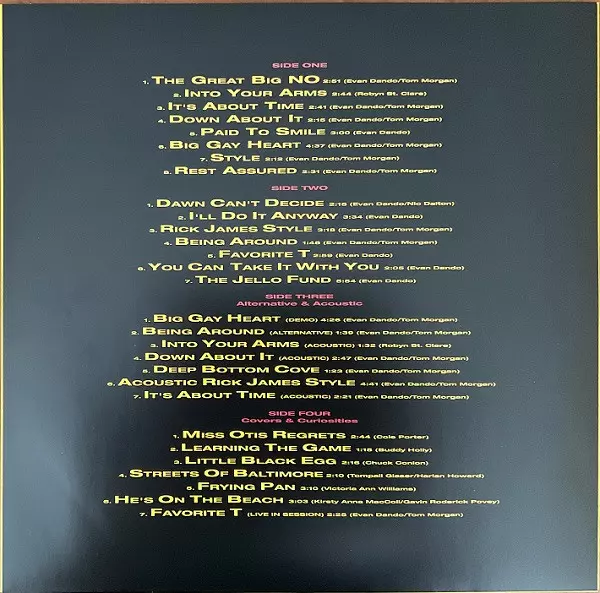 SIDE ONE
1. THE GREAT BIG NO 2:51 (Evan Dando/Tom Morgan)
2. INTO YOUR ARMS 2:44 (Robyn St. Clare)
3. IT'S ABOUT TIME 2:41 (Evan Dando/Tom Morgan)
4. DOWN ABOUT IT 2:15 (Evan Dando/Tom Morgan)
5. PAID TO SMILE 3:00 (Evan Dando)
6. BIG GAY HEART 4:37 (Evan Dando/Tom Morgan)
7. STYLE 2:12 (Evan Dando/Tom Morgan)
8. REST ASSURED 2:31 (Evan Dando/Tom Morgan)
SIDE TWO
1. DAWN CAN'T DECIDE 2:15 (Evan Dando/Nic Dalton)
2. I'LL DO IT ANYWAY 3:34 (Evan Dando)
3. RICK JAMES STYLE 3:18 (Evan Dando/Tom Morgan)
4. BEING AROUND 1:46 (Evan Dando/Tom Morgan)
5. FAVORITE T 2:59 (Evan Dando)
6. YOU CAN TAKE IT WITH YOU 2:05 (Evan Dando)
7. THE JELLO FUND 5:54 (Evan Dando)
SIDE THREE
Alternative & Acoustic
1. BIG GAY HEART (DEMO) 4:26 (Evan Dando/Tom Morgan)
2. BEING AROUND (ALTERNATIVE) 1:39 (Evan Dando/Tom Morgan)
3. INTO YOUR ARMS (ACOUSTIC) 1:32 (Robyn St. Clare)
4. DOWN ABOUT IT (ACOUSTIC) 2:47 (Evan Dando/Tom Morgan)
5. DEEP BOTTOM COVE 1:23 (Evan Dando/Tom Morgan)
6. ACOUSTIC RICK JAMES STYLE 4:41 (Evan Dando/Tom Morgan)
7. IT'S ABOUT TIME (ACOUSTIC) 2:21 (Evan Dando/Tom Morgan)
SIDE FOUR
Covers & Curiosities
1. MISS OTIS REGRETS 2:44 (Cole Porter)
2. LEARNING THE GAME 1:15 (Buddy Holly)
3. LITTLE BLACK EGG 2:16 (Chuck Conlon)
4. STREETS OF BALTIMORE 2:10 (Tompall Glaser/Harlan Howard)
5. FRYING PAN 3:10 (Victoria Ann Williams)
6. HE'S ON THE BEACH 3:03 (Kirsty Anna MacColl/Gavin Roderick Povey)
7. FAVORITE T (LIVE IN SESSION) 2:28 (Evan Dando/Tom Morgan)